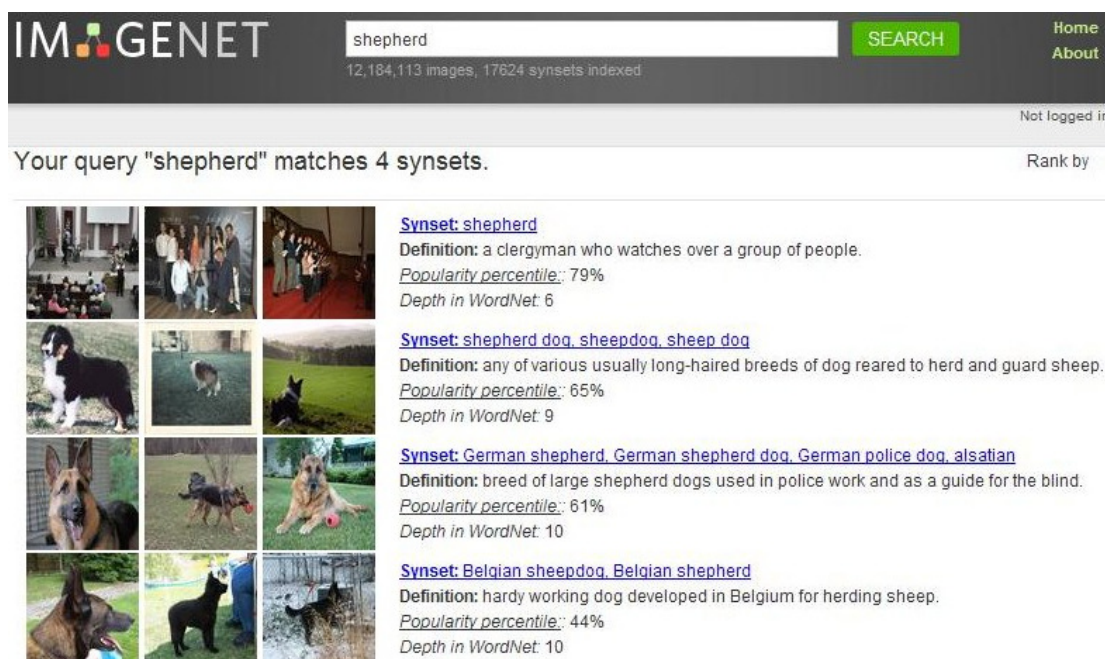 IMAGENET
shepherd
SEARCH
Home
About
12,184,113 images, 17624 synsets indexed
Not logged in
Your query "shepherd" matches 4 synsets.
Rank by
Synset: shepherd
Definition: a clergyman who watches over a group of people.
Popularity percentile:: 79%
Depth in WordNet: 6
Synset: shepherd dog, sheepdog, sheep dog
Definition: any of various usually long-haired breeds of dog reared to herd and guard sheep.
Popularity percentile:: 65%
Depth in WordNet: 9
Synset: German shepherd, German shepherd dog, German police dog, alsatian
Definition: breed of large shepherd dogs used in police work and as a guide for the blind.
Popularity percentile:: 61%
Depth in WordNet: 10
Synset: Belgian sheepdog, Belgian shepherd
Definition: hardy working dog developed in Belgium for herding sheep.
Popularity percentile:: 44%
Depth in WordNet: 10